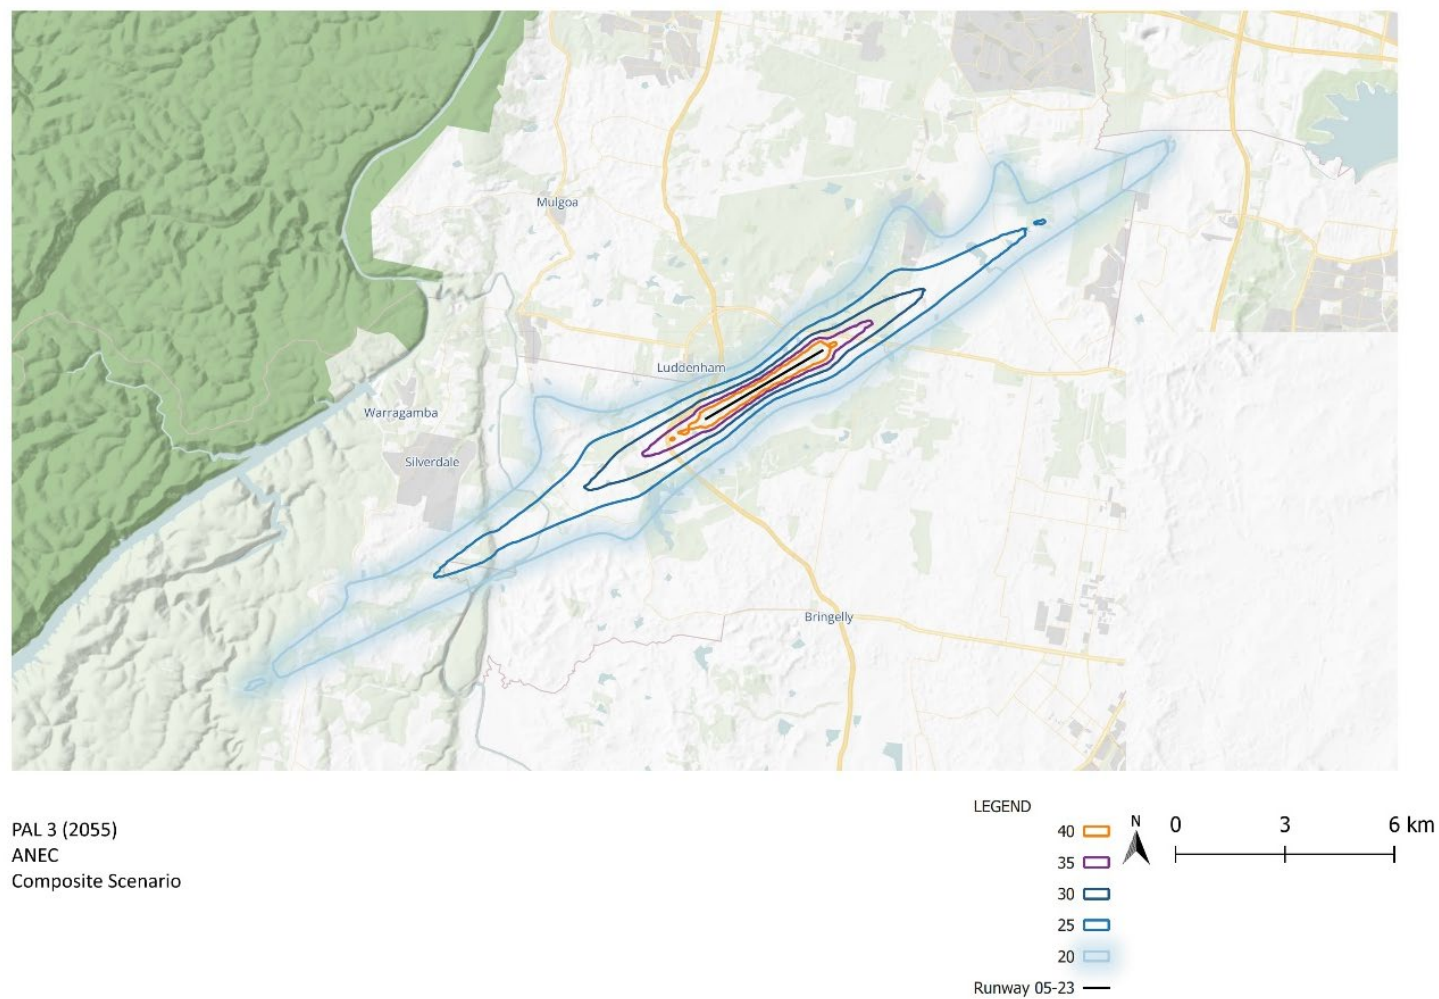 Mulgoa
Luddenham
Warragamba
Silverdale
Bringelly
PAL 3 (2055)
ANEC
Composite Scenario
LEGEND
40
35
30
25
20
Runway 05-23
N
0 3 6 km